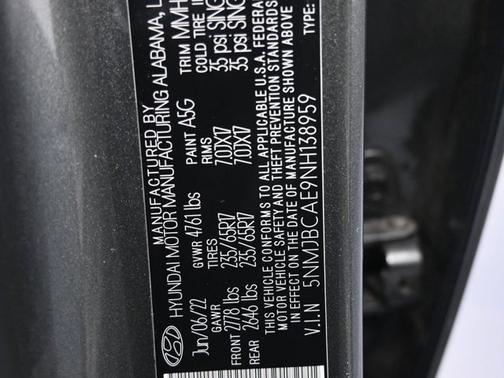 MANUFACTURED BY
HYUNDAI MOTOR MANUFACTURING ALABAMA, L
Jun/06/22 GVWR 4761 lbs PAINT A5G TRIM MMH
GAWR TIRES RIMS COLD TIRE
FRONT 2778 lbs 235/65R17 7.0JX17 35 psi SING
REAR 2646 lbs 235/65R17 7.0JX17 35 psi SING
THIS VEHICLE CONFORMS TO ALL APPLICABLE U.S.A. FEDERA
MOTOR VEHICLE SAFETY AND THEFT PREVENTION STANDARDS
IN EFFECT ON THE DATE OF MANUFACTURE SHOWN ABOVE
V.I.N 5NMJBCAE9NH138959 TYPE: